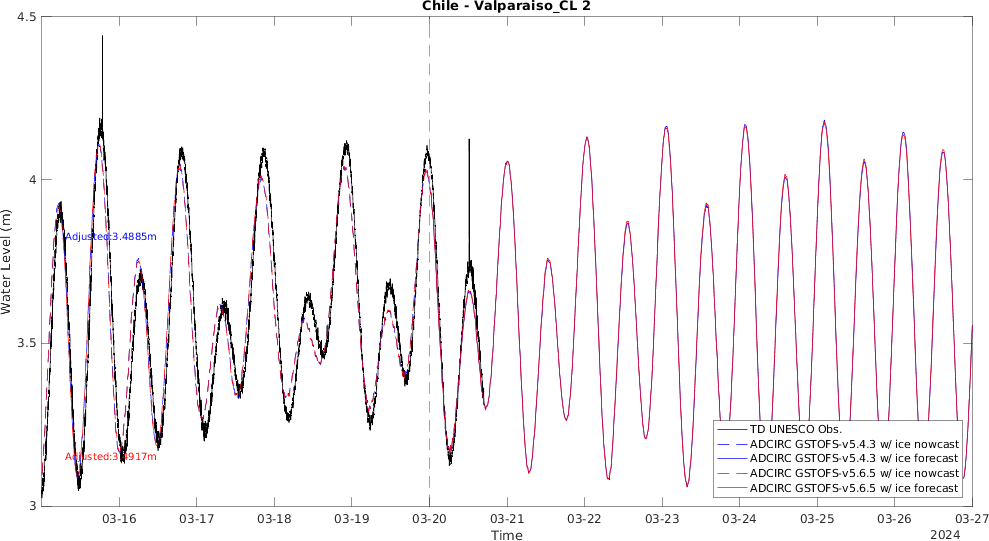 Chile - Valparaiso_CL 2
4.5
4
3.5
3
Water Level (m)
Adjusted:3.4885m
Adjusted:3.4917m
TD UNESCO Obs.
ADCIRC GSTOFS-v5.4.3 w/ ice nowcast
ADCIRC GSTOFS-v5.4.3 w/ ice forecast
ADCIRC GSTOFS-v5.6.5 w/ ice nowcast
ADCIRC GSTOFS-v5.6.5 w/ ice forecast
03-16 03-17 03-18 03-19 03-20 03-21 03-22 03-23 03-24 03-25 03-26 03-27
Time
2024